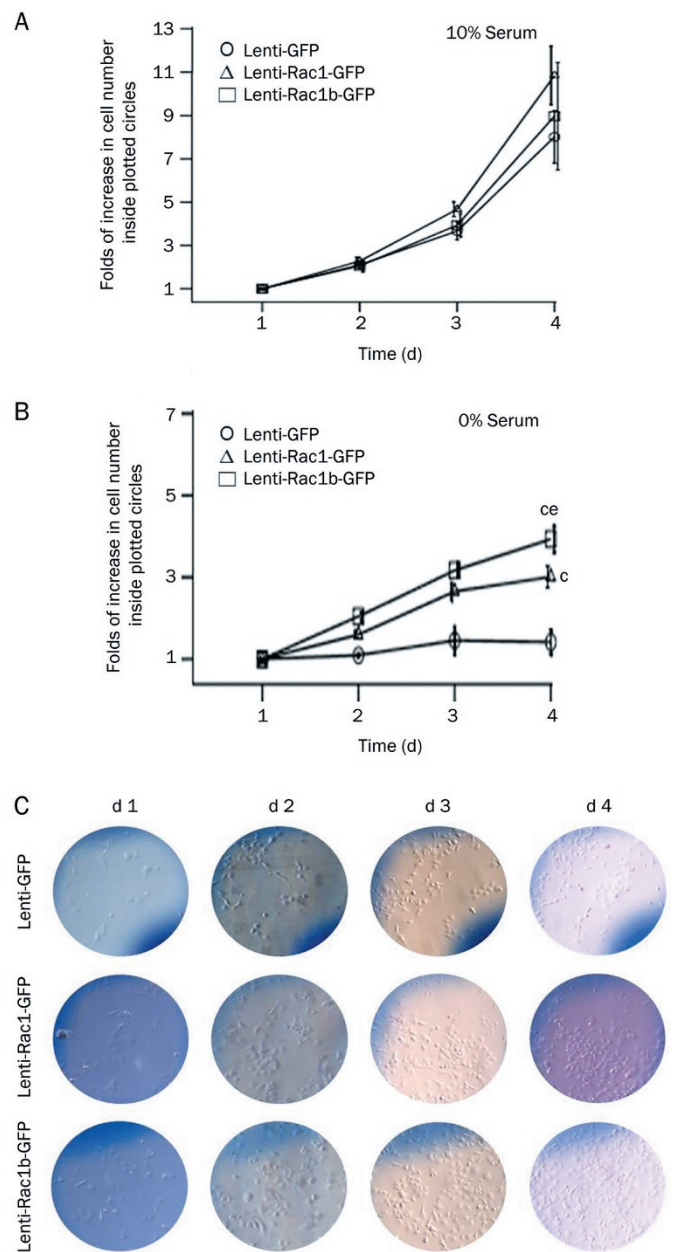 A
13
11
9
7
5
3
1
Folds of increase in cell number
inside plotted circles
10% Serum
Lenti-GFP
Lenti-Rac1-GFP
Lenti-Rac1b-GFP
1 2 3 4
Time (d)
B
7
5
3
1
Folds of increase in cell number
inside plotted circles
0% Serum
Lenti-GFP
Lenti-Rac1-GFP
Lenti-Rac1b-GFP
ce
c
1 2 3 4
Time (d)
C
d 1 d 2 d 3 d 4
Lenti-GFP
Lenti-Rac1-GFP
Lenti-Rac1b-GFP